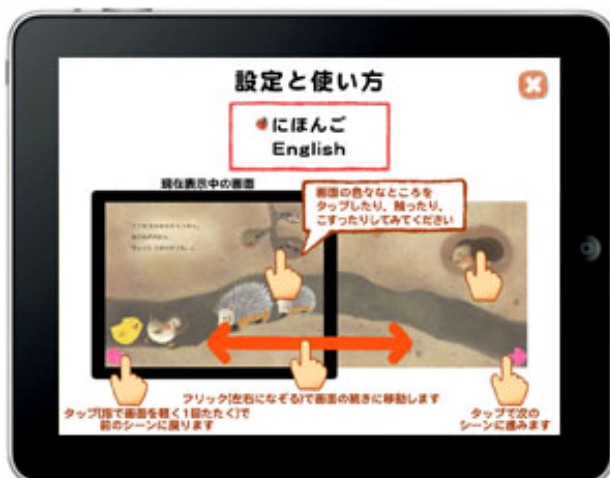 設定と使い方
にほんご
English
現在表示中の画面
画面の色々なところを
タップしたり、触ったり、
こすったりしてみてください
フリック(左右になぞる)で画面の続きに移動します
タップ(指で画面を軽く1回たたく)で
前のシーンに戻ります
タップで次の
シーンに進みます